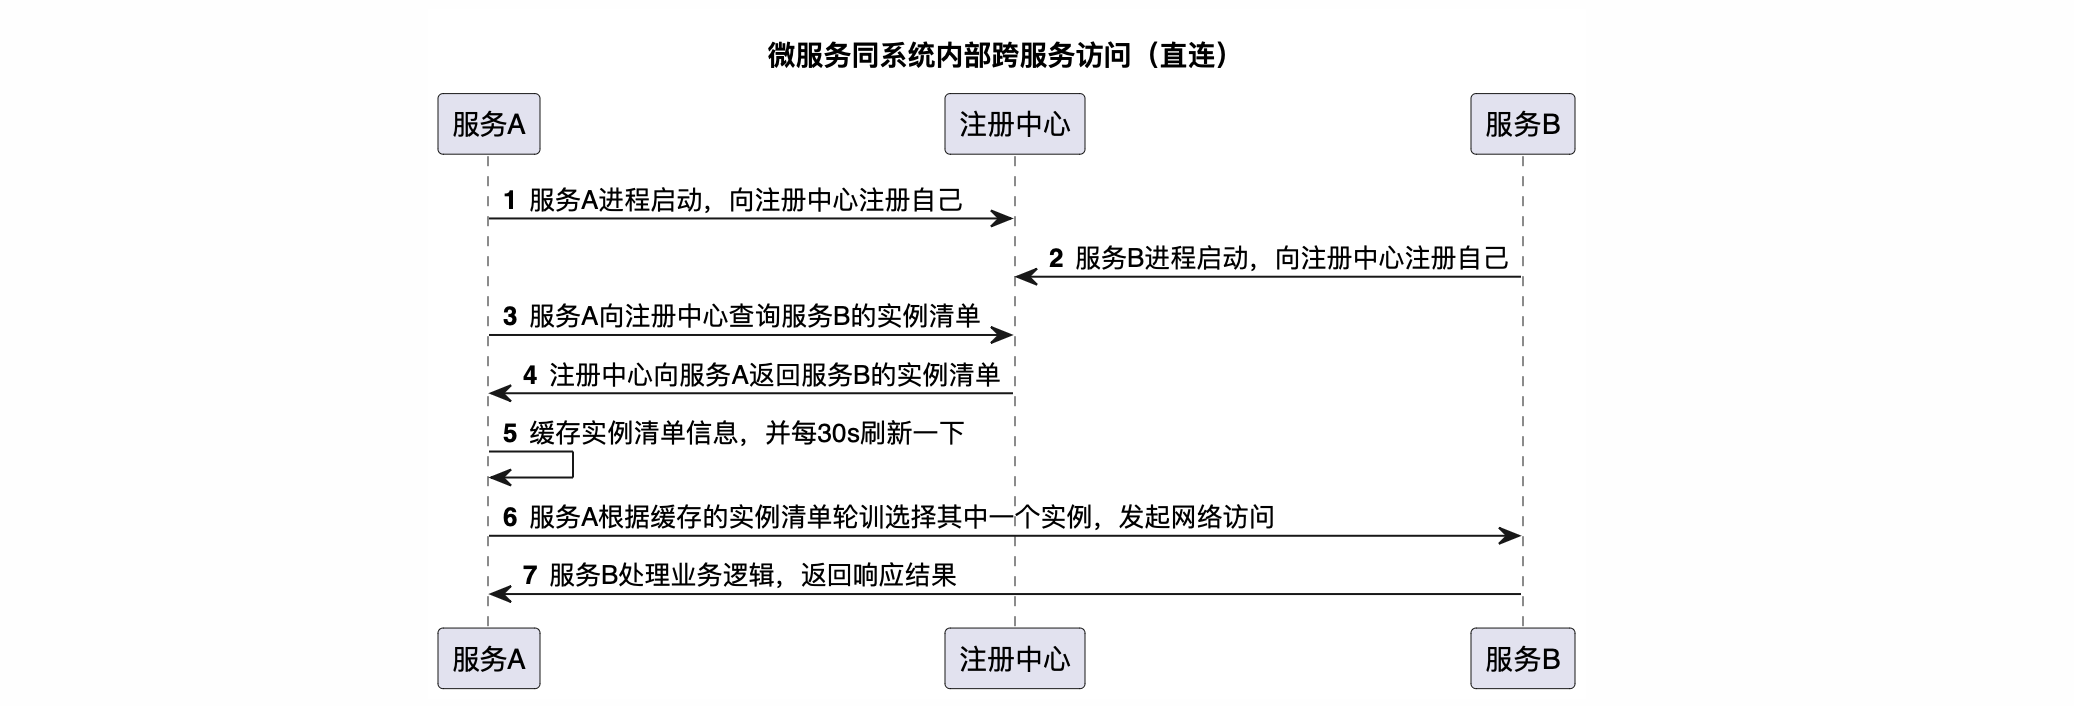 微服务同系统内部跨服务访问（直连）
服务A
注册中心
服务B
1 服务A进程启动，向注册中心注册自己
2 服务B进程启动，向注册中心注册自己
3 服务A向注册中心查询服务B的实例清单
4 注册中心向服务A返回服务B的实例清单
5 缓存实例清单信息，并每30s刷新一下
6 服务A根据缓存的实例清单轮训选择其中一个实例，发起网络访问
7 服务B处理业务逻辑，返回响应结果
服务A
注册中心
服务B